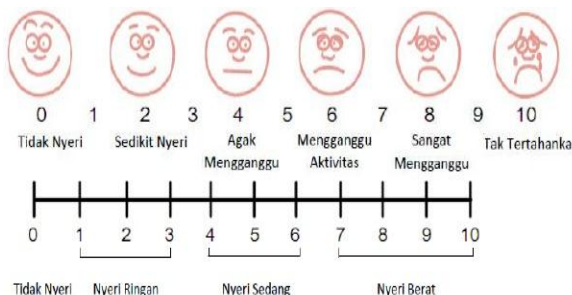 0 1 2 3 4 5 6 7 8 9 10
Tidak Nyeri Sedikit Nyeri Agak Mengganggu Mengganggu Aktivitas Sangat Mengganggu Tak Tertahanka
0 1 2 3 4 5 6 7 8 9 10
Tidak Nyeri Nyeri Ringan Nyeri Sedang Nyeri Berat